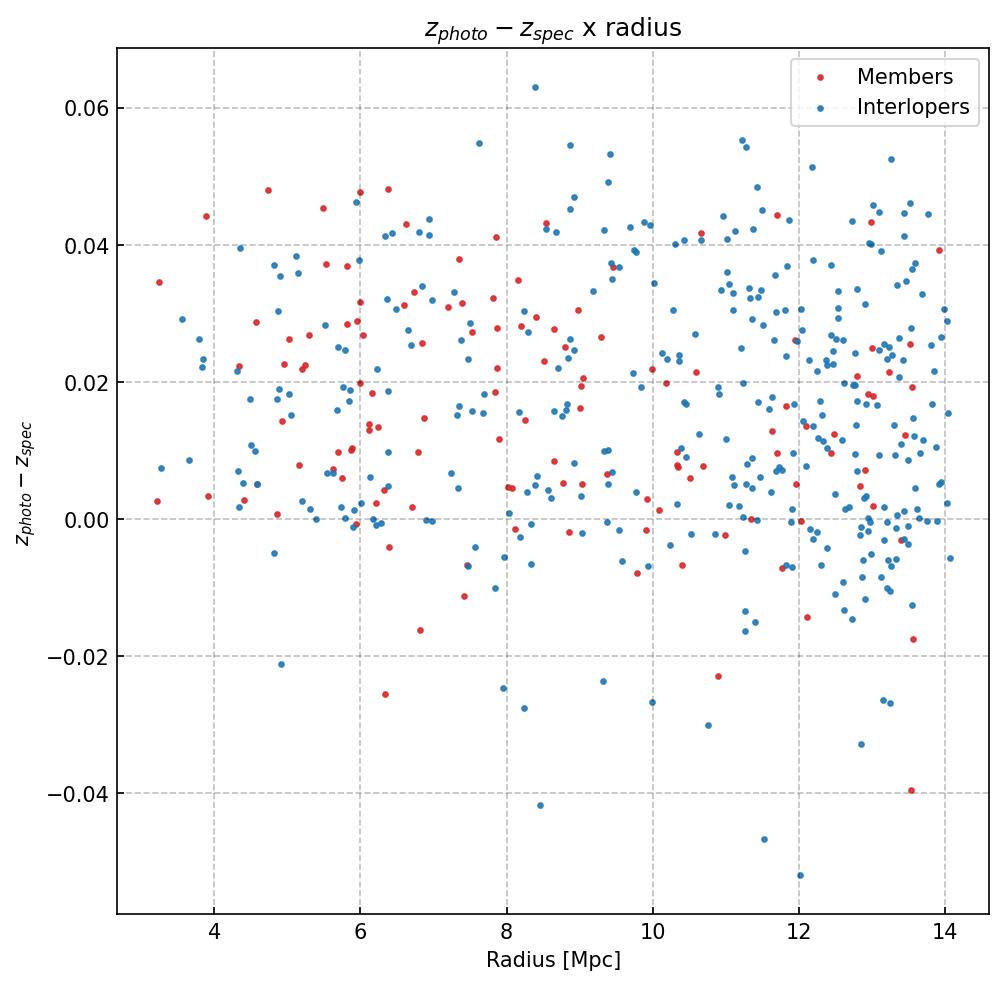 z_photo − z_spec x radius
Members
Interlopers
z_photo − z_spec
0.06
0.04
0.02
0.00
−0.02
−0.04
4 6 8 10 12 14
Radius [Mpc]